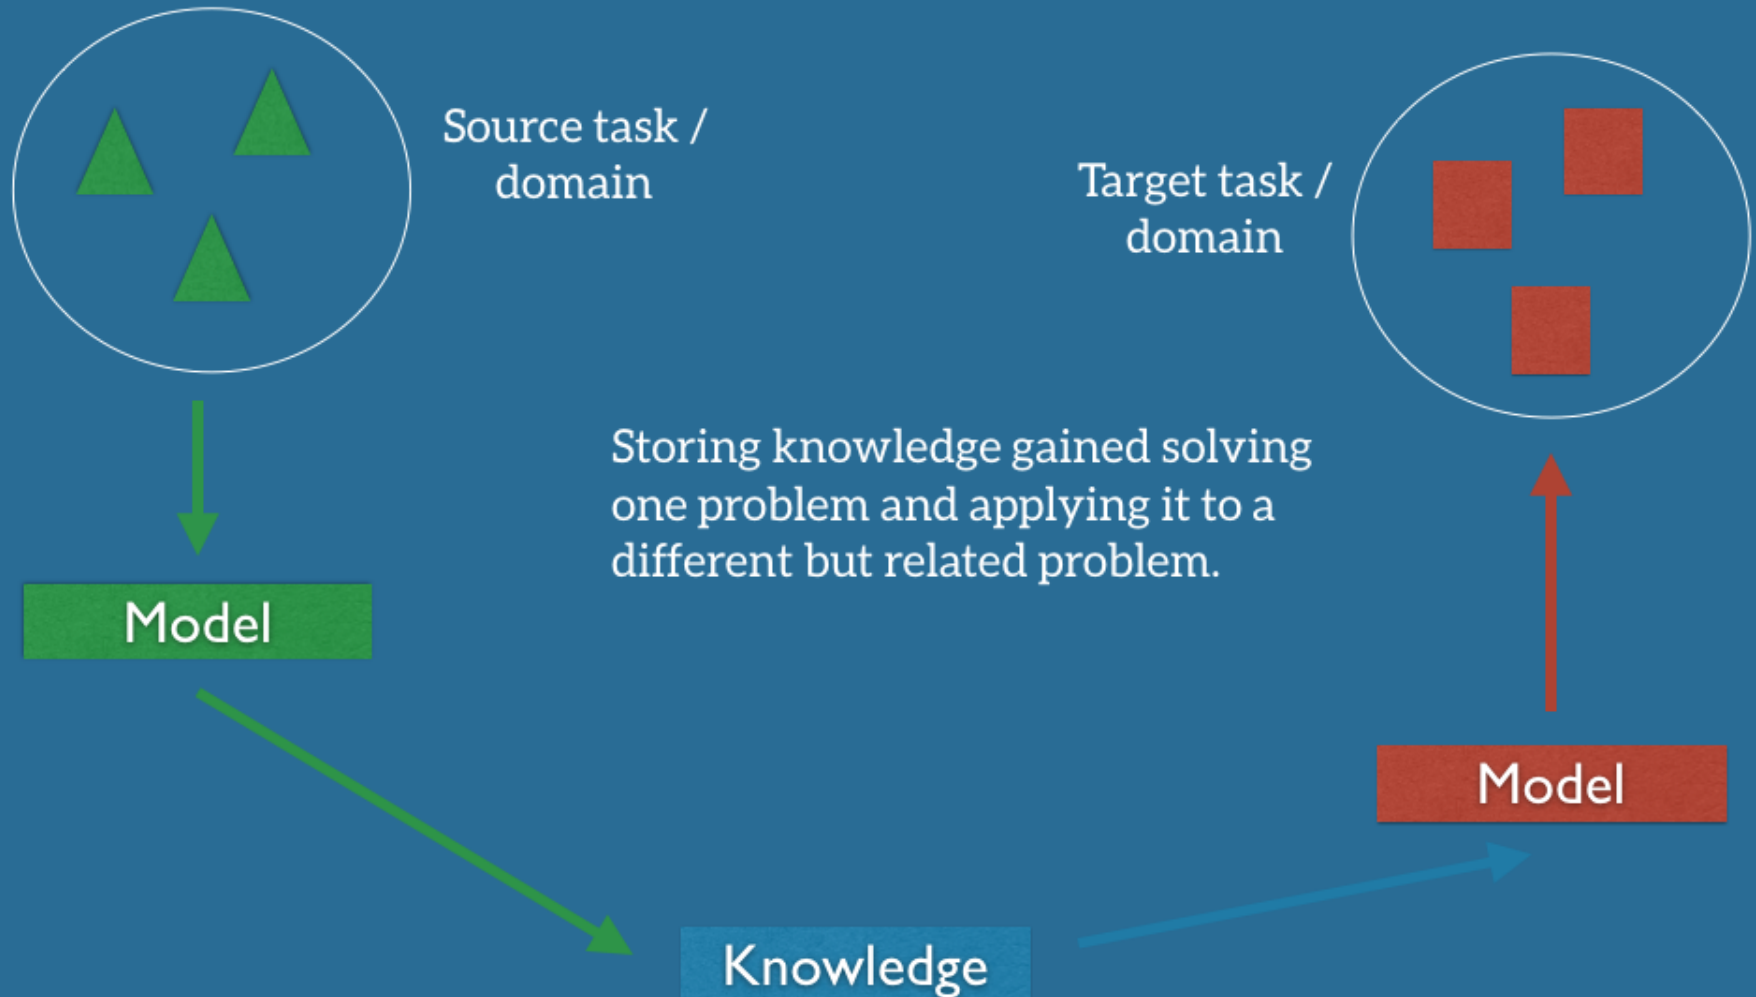 Source task /
domain
Target task /
domain
Storing knowledge gained solving
one problem and applying it to a
different but related problem.
Model
Model
Knowledge